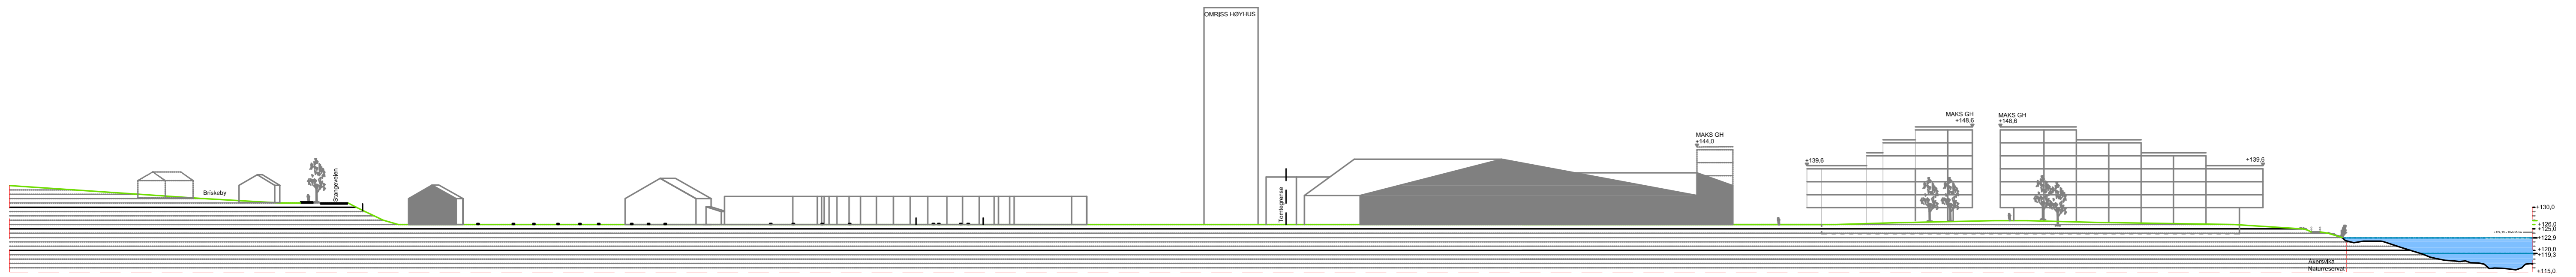 OMRISS HØYHUS
Briskeby
Stangeveien
Tomtegrense
MAKS GH
+144,0
+139,6
MAKS GH
+148,6
MAKS GH
+148,6
+139,6
+130,0
+126,0
+125,0
+122,9
+120,0
+119,3
+115,0
Åkersvika
Naturreservat